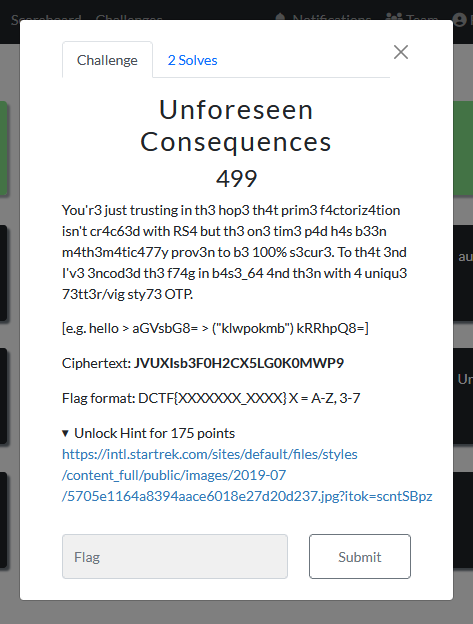 Scoreboard Challenges Notifications Team
Challenge
2 Solves
Unforeseen
Consequences
499
You'r3 just trusting in th3 hop3 th4t prim3 f4ctoriz4tion
isn't cr4c63d with RS4 but th3 on3 tim3 p4d h4s b33n
m4th3m4tic477y prov3n to b3 100% s3cur3. To th4t 3nd
I'v3 3ncod3d th3 f74g in b4s3_64 4nd th3n with 4 uniqu3
73tt3r/vig sty73 OTP.
[e.g. hello > aGVsbG8= > ("klwpokmb") kRRhpQ8=]
Ciphertext: JVUXIsb3F0H2CX5LG0K0MWP9
Flag format: DCTF{XXXXXXX_XXXX} X = A-Z, 3-7
▾ Unlock Hint for 175 points
https://intl.startrek.com/sites/default/files/styles
/content_full/public/images/2019-07
/5705e1164a8394aace6018e27d20d237.jpg?itok=scntSBpz
Flag
Submit
au
Un